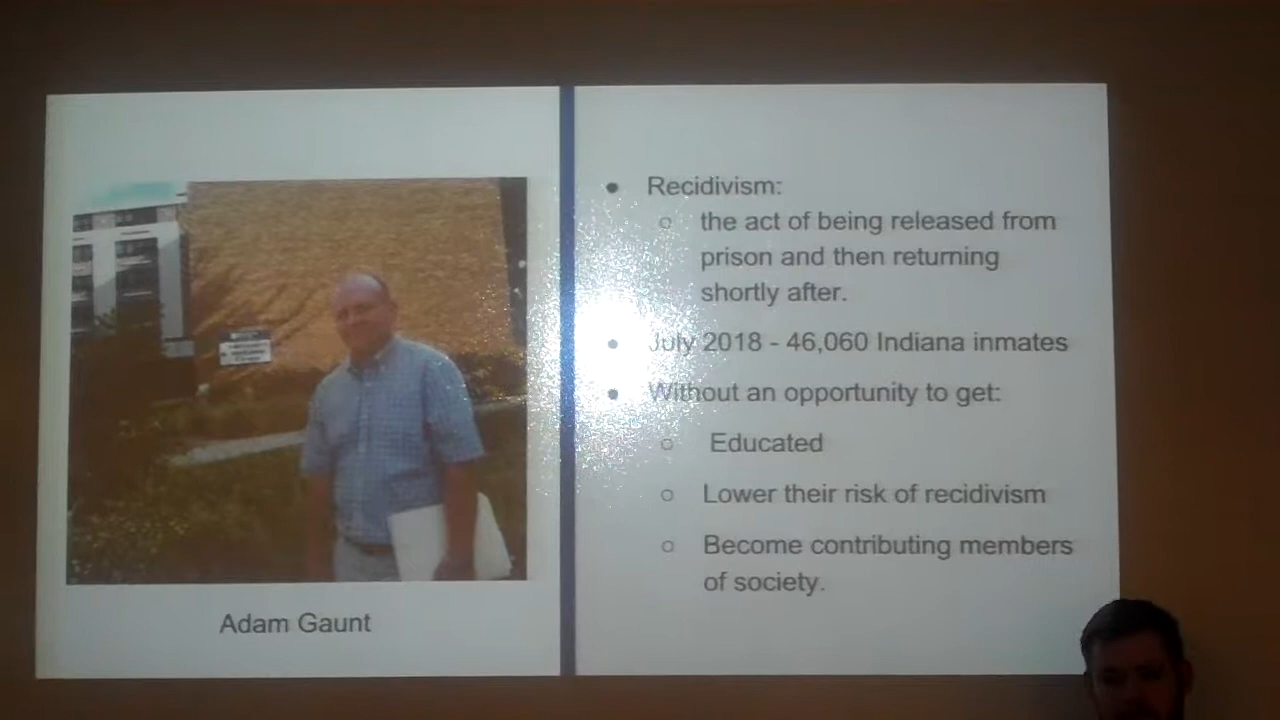 Recidivism:
the act of being released from
prison and then returning
shortly after.
July 2018 - 46,060 Indiana inmates
Without an opportunity to get:
Educated
Lower their risk of recidivism
Become contributing members
of society.
Adam Gaunt